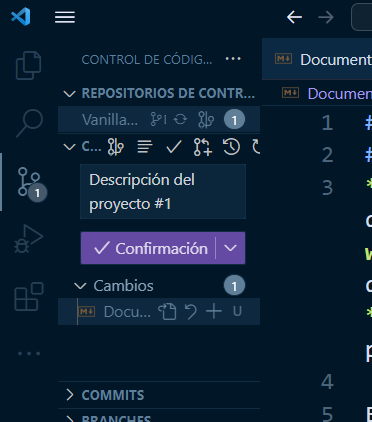 CONTROL DE CÓDIG... ...
Document
REPOSITORIOS DE CONTR...
Documen
Vanilla... 1
C...
Descripción del
proyecto #1
Confirmación
Cambios 1
Docu... U
COMMITS
BRANCHES
1
1 #
2 #
3 *
d
w
d
*
p
4
5 E